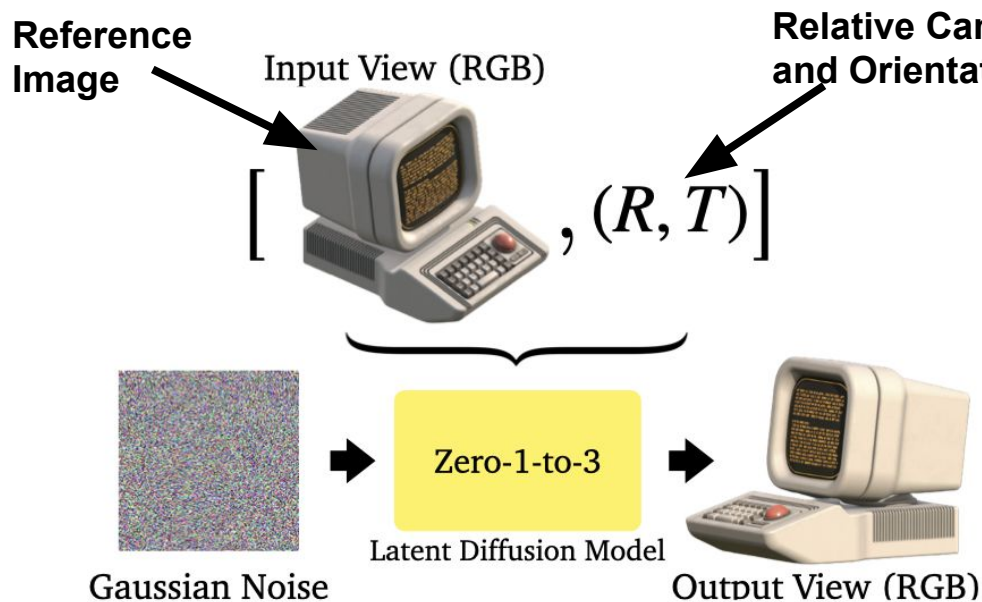 Reference
Image
Relative Car
and Orientat
Input View (RGB)
[ , (R, T)]
Zero-1-to-3
Latent Diffusion Model
Gaussian Noise
Output View (RGB)